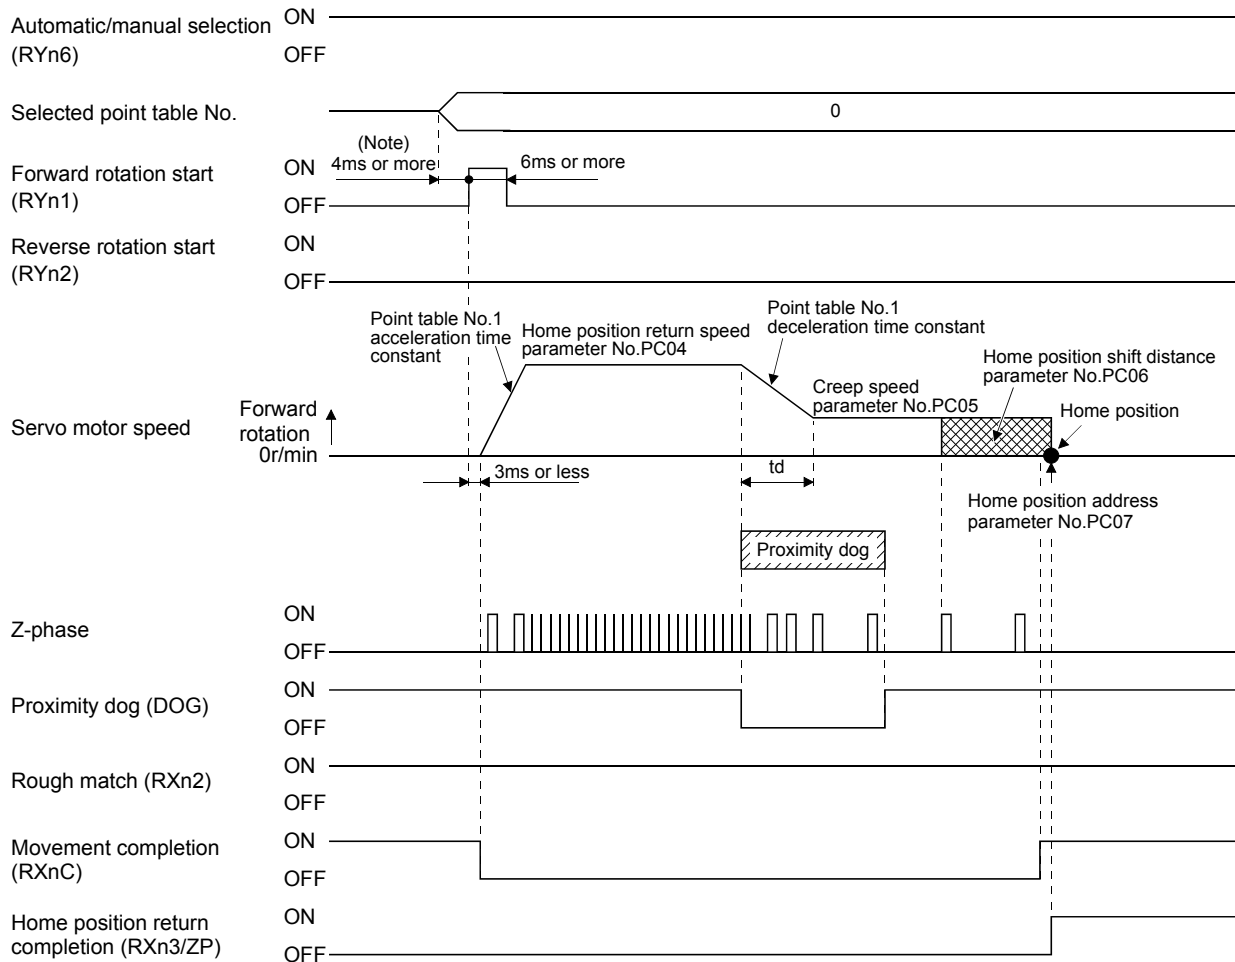 Automatic/manual selection
(RYn6)
ON
OFF
Selected point table No.
0
Forward rotation start
(RYn1)
ON
OFF
(Note)
4ms or more
6ms or more
Reverse rotation start
(RYn2)
ON
OFF
Servo motor speed
Forward
rotation
0r/min
Point table No.1
acceleration time
constant
Home position return speed
parameter No.PC04
Point table No.1
deceleration time constant
Creep speed
parameter No.PC05
Home position shift distance
parameter No.PC06
Home position
3ms or less
td
Home position address
parameter No.PC07
Proximity dog
Z-phase
ON
OFF
Proximity dog (DOG)
ON
OFF
Rough match (RXn2)
ON
OFF
Movement completion
(RXnC)
ON
OFF
Home position return
completion (RXn3/ZP)
ON
OFF